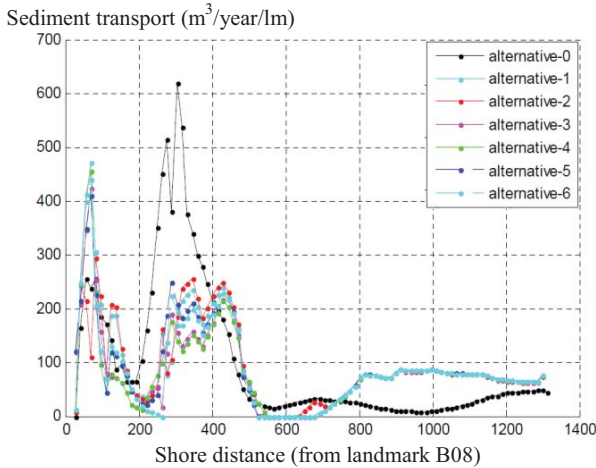 Sediment transport (m³/year/lm)
700
600
500
400
300
200
100
0
alternative-0
alternative-1
alternative-2
alternative-3
alternative-4
alternative-5
alternative-6
0 200 400 600 800 1000 1200 1400
Shore distance (from landmark B08)